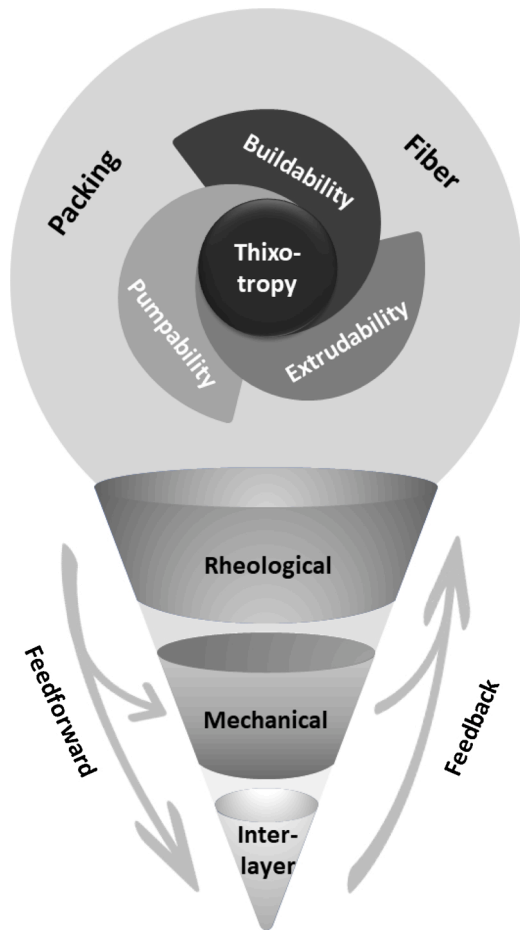 Packing
Fiber
Buildability
Thixo-
tropy
Pumpability
Extrudability
Rheological
Feedforward
Mechanical
Feedback
Inter-
layer